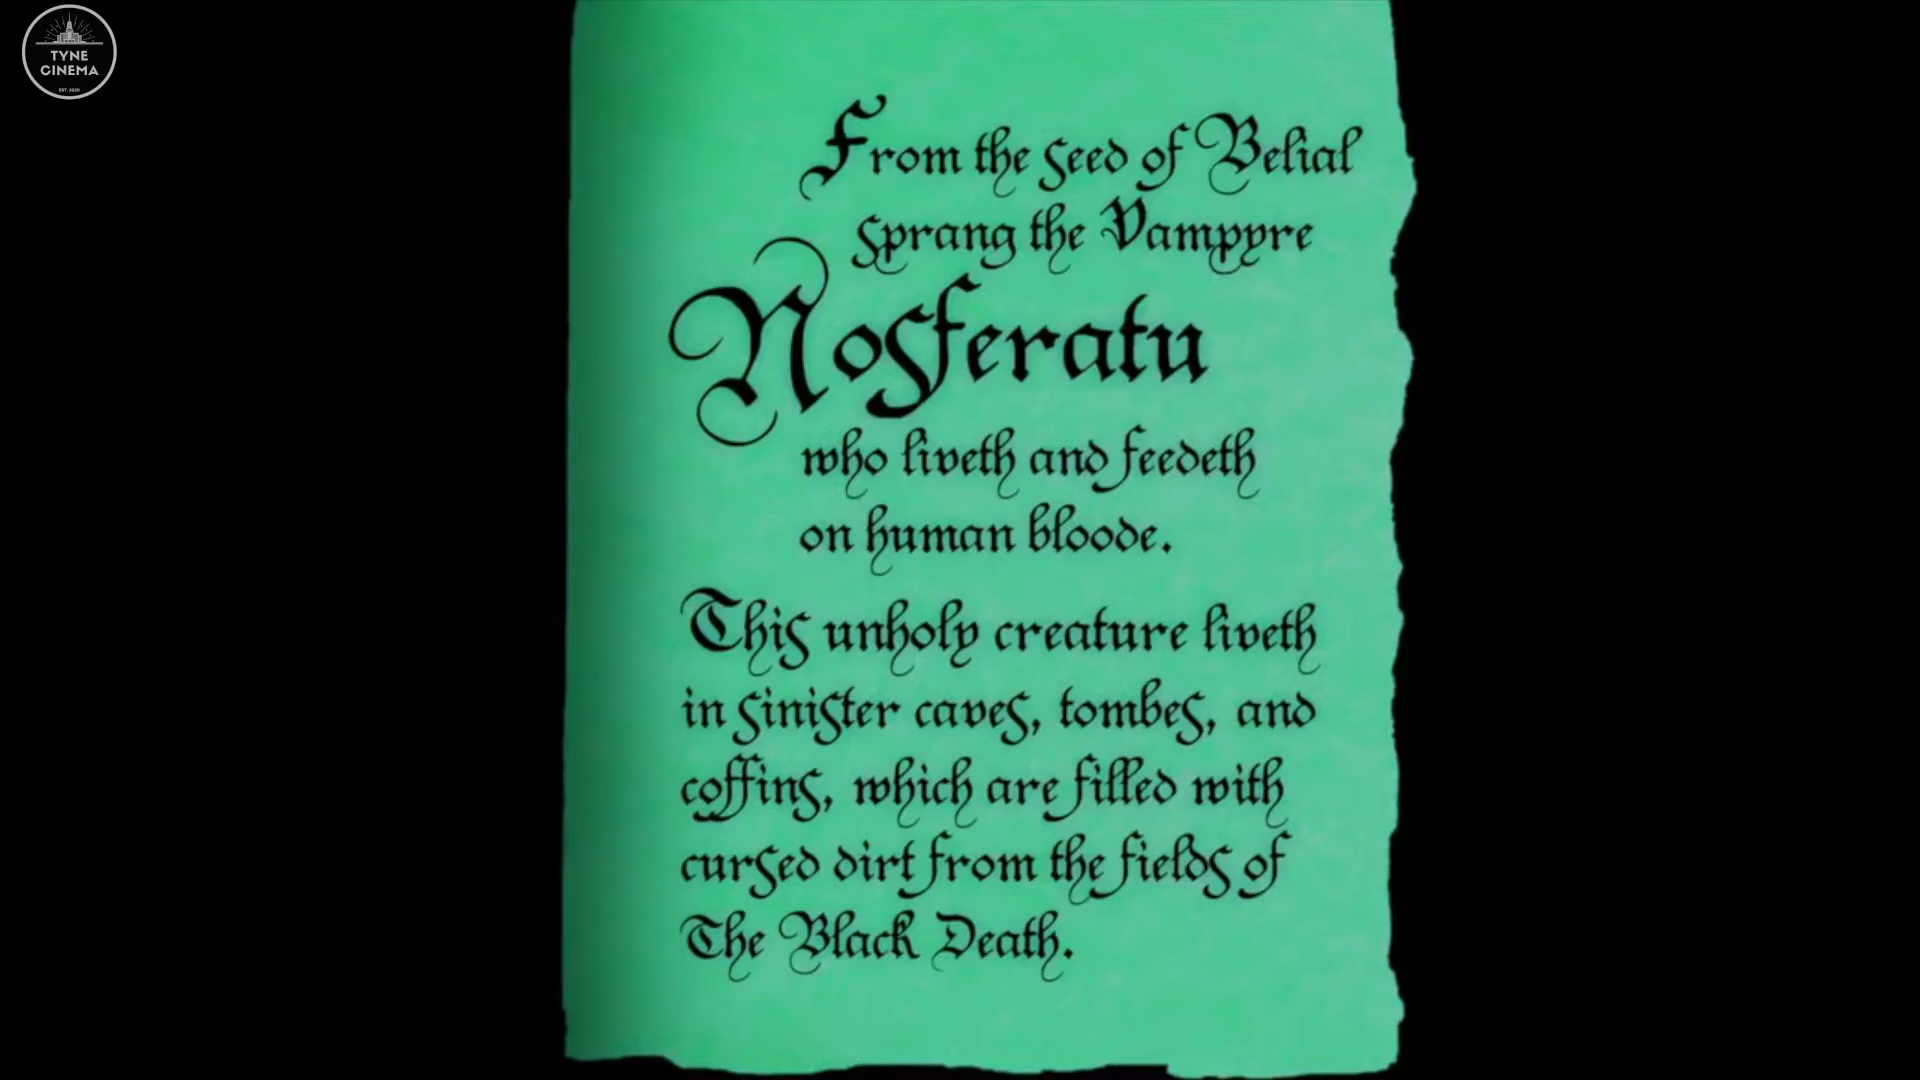 TYNE
CINEMA
EST. 2020
From the seed of Belial
sprang the Vampyre
Nosferatu
who liveth and feedeth
on human bloode.
This unholy creature liveth
in sinister caves, tombes, and
coffins, which are filled with
cursed dirt from the fields of
The Black Death.